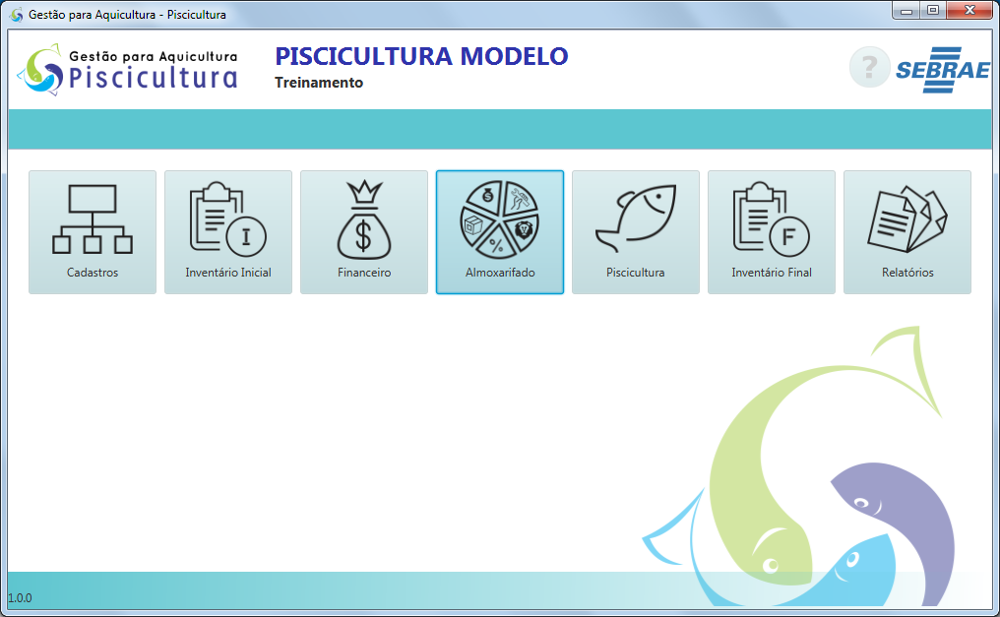 Gestão para Aquicultura - Piscicultura
Gestão para Aquicultura
Piscicultura
PISCICULTURA MODELO
Treinamento
?
SEBRAE
Cadastros
I
Inventário Inicial
$
Financeiro
%
Almoxarifado
Piscicultura
F
Inventário Final
Relatórios
1.0.0